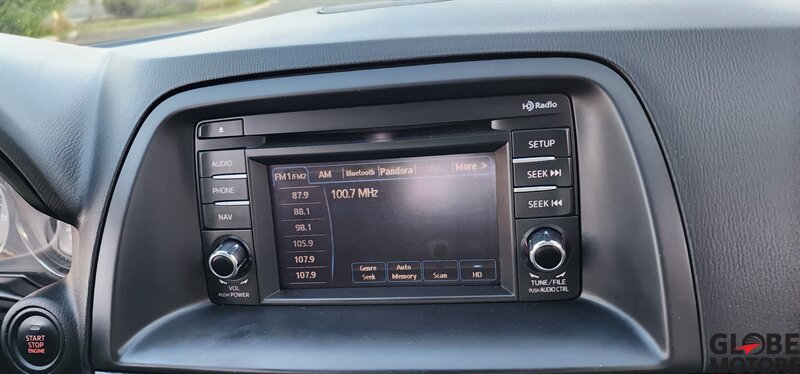 HD Radio
AUDIO
PHONE
NAV
VOL
PUSH POWER
FM1/FM2 AM Bluetooth Pandora More >
87.9
88.1
98.1
105.9
107.9
107.9
100.7 MHz
Genre Seek
Auto Memory
Scan
HD
SETUP
SEEK
SEEK
TUNE/FILE
PUSH AUDIO CTRL
START
STOP
ENGINE
GLOBE
MOTORS